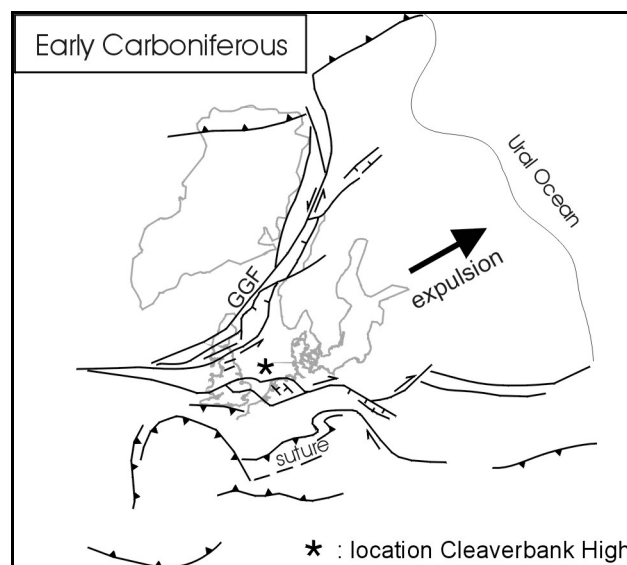 Early Carboniferous
Ural Ocean
GGF
expulsion
*
suture
* : location Cleaverbank High